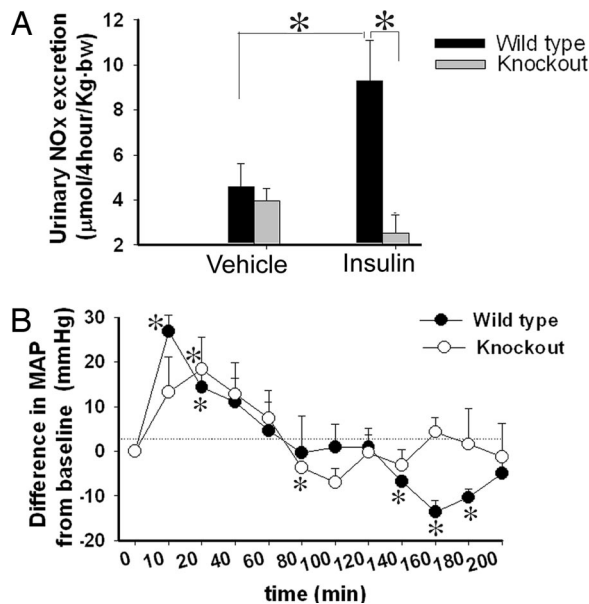 A
Urinary NOx excretion
(μmol/4hour/Kg·bw)
12
10
8
6
4
2
*
*
Wild type
Knockout
Vehicle
Insulin
B
Difference in MAP
from baseline (mmHg)
30
20
10
0
-10
-20
*
*
*
*
*
*
*
Wild type
Knockout
0 10 20 40 60 80 100 120 140 160 180 200
time (min)